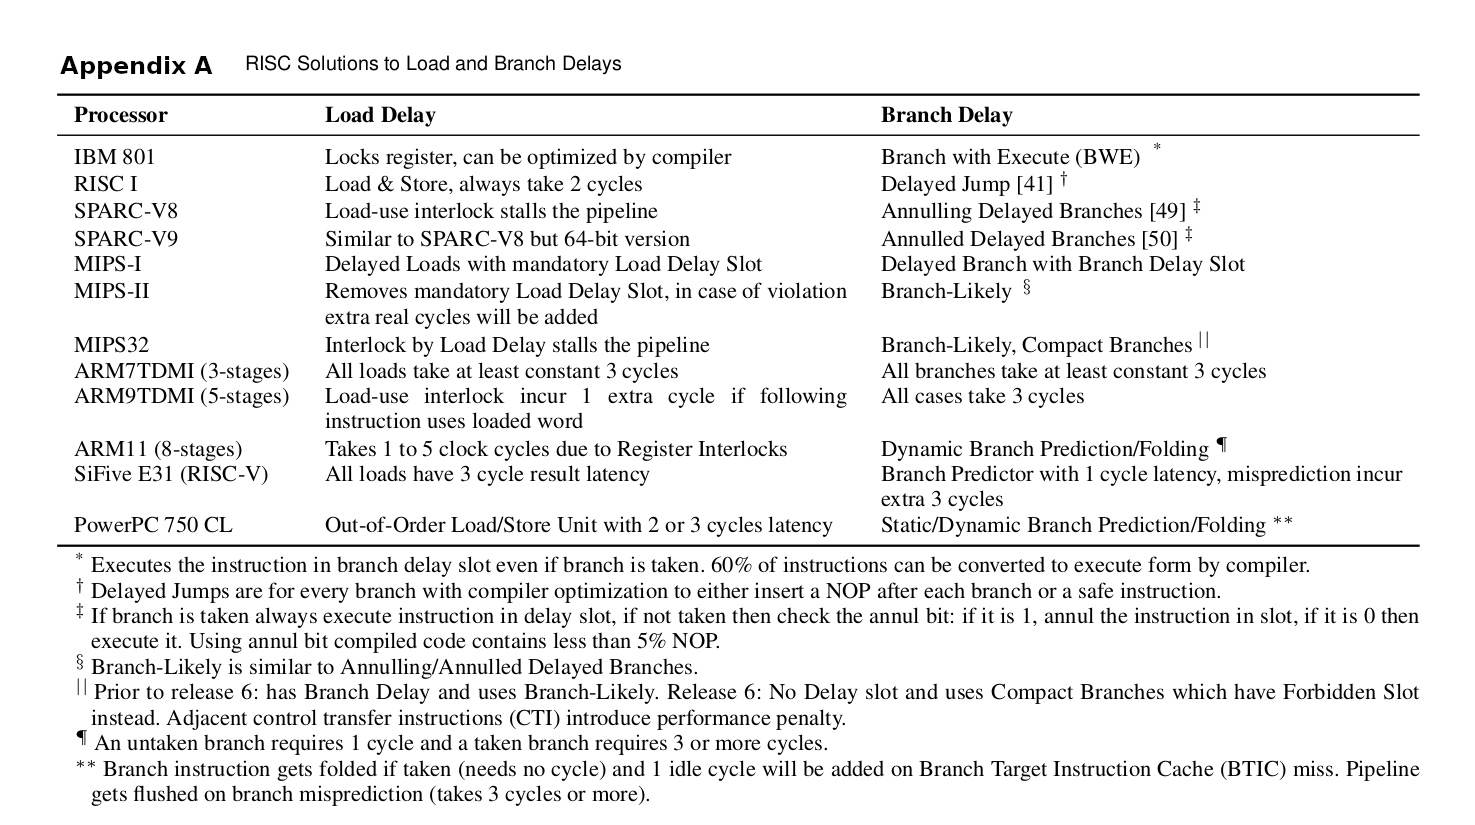 Appendix A RISC Solutions to Load and Branch Delays
Processor Load Delay Branch Delay
IBM 801 Locks register, can be optimized by compiler Branch with Execute (BWE) *
RISC I Load & Store, always take 2 cycles Delayed Jump [41] †
SPARC-V8 Load-use interlock stalls the pipeline Annulling Delayed Branches [49] ‡
SPARC-V9 Similar to SPARC-V8 but 64-bit version Annulled Delayed Branches [50] ‡
MIPS-I Delayed Loads with mandatory Load Delay Slot Delayed Branch with Branch Delay Slot
MIPS-II Removes mandatory Load Delay Slot, in case of violation Branch-Likely §
extra real cycles will be added
MIPS32 Interlock by Load Delay stalls the pipeline Branch-Likely, Compact Branches ||
ARM7TDMI (3-stages) All loads take at least constant 3 cycles All branches take at least constant 3 cycles
ARM9TDMI (5-stages) Load-use interlock incur 1 extra cycle if following All cases take 3 cycles
instruction uses loaded word
ARM11 (8-stages) Takes 1 to 5 clock cycles due to Register Interlocks Dynamic Branch Prediction/Folding ¶
SiFive E31 (RISC-V) All loads have 3 cycle result latency Branch Predictor with 1 cycle latency, misprediction incur
extra 3 cycles
PowerPC 750 CL Out-of-Order Load/Store Unit with 2 or 3 cycles latency Static/Dynamic Branch Prediction/Folding **
* Executes the instruction in branch delay slot even if branch is taken. 60% of instructions can be converted to execute form by compiler.
† Delayed Jumps are for every branch with compiler optimization to either insert a NOP after each branch or a safe instruction.
‡ If branch is taken always execute instruction in delay slot, if not taken then check the annul bit: if it is 1, annul the instruction in slot, if it is 0 then
execute it. Using annul bit compiled code contains less than 5% NOP.
§ Branch-Likely is similar to Annulling/Annulled Delayed Branches.
|| Prior to release 6: has Branch Delay and uses Branch-Likely. Release 6: No Delay slot and uses Compact Branches which have Forbidden Slot
instead. Adjacent control transfer instructions (CTI) introduce performance penalty.
¶ An untaken branch requires 1 cycle and a taken branch requires 3 or more cycles.
** Branch instruction gets folded if taken (needs no cycle) and 1 idle cycle will be added on Branch Target Instruction Cache (BTIC) miss. Pipeline
gets flushed on branch misprediction (takes 3 cycles or more).